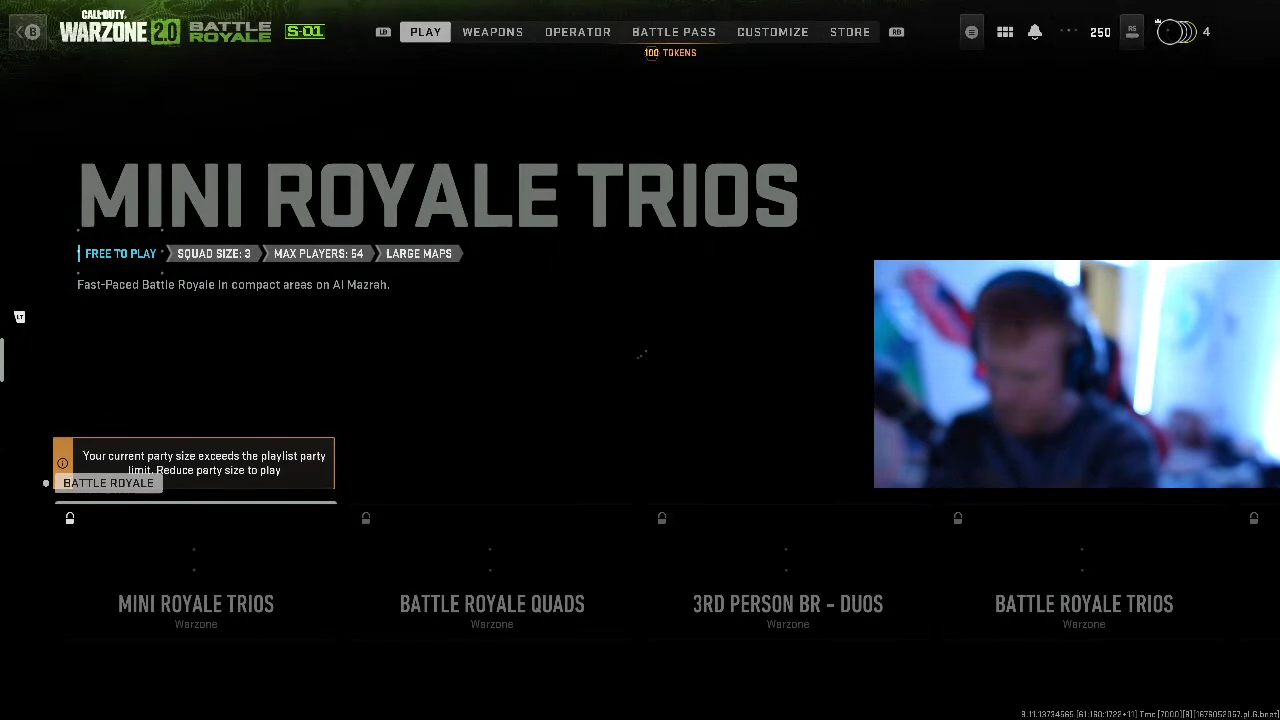 B
CALL OF DUTY
WARZONE 2.0 BATTLE ROYALE S-01
LB PLAY WEAPONS OPERATOR BATTLE PASS CUSTOMIZE STORE RB
250 RS 4
100 TOKENS
MINI ROYALE TRIOS
FREE TO PLAY SQUAD SIZE: 3 MAX PLAYERS: 54 LARGE MAPS
Fast-Paced Battle Royale in compact areas on Al Mazrah.
LT
Your current party size exceeds the playlist party
limit. Reduce party size to play
BATTLE ROYALE
MINI ROYALE TRIOS
Warzone
BATTLE ROYALE QUADS
Warzone
3RD PERSON BR - DUOS
Warzone
BATTLE ROYALE TRIOS
Warzone